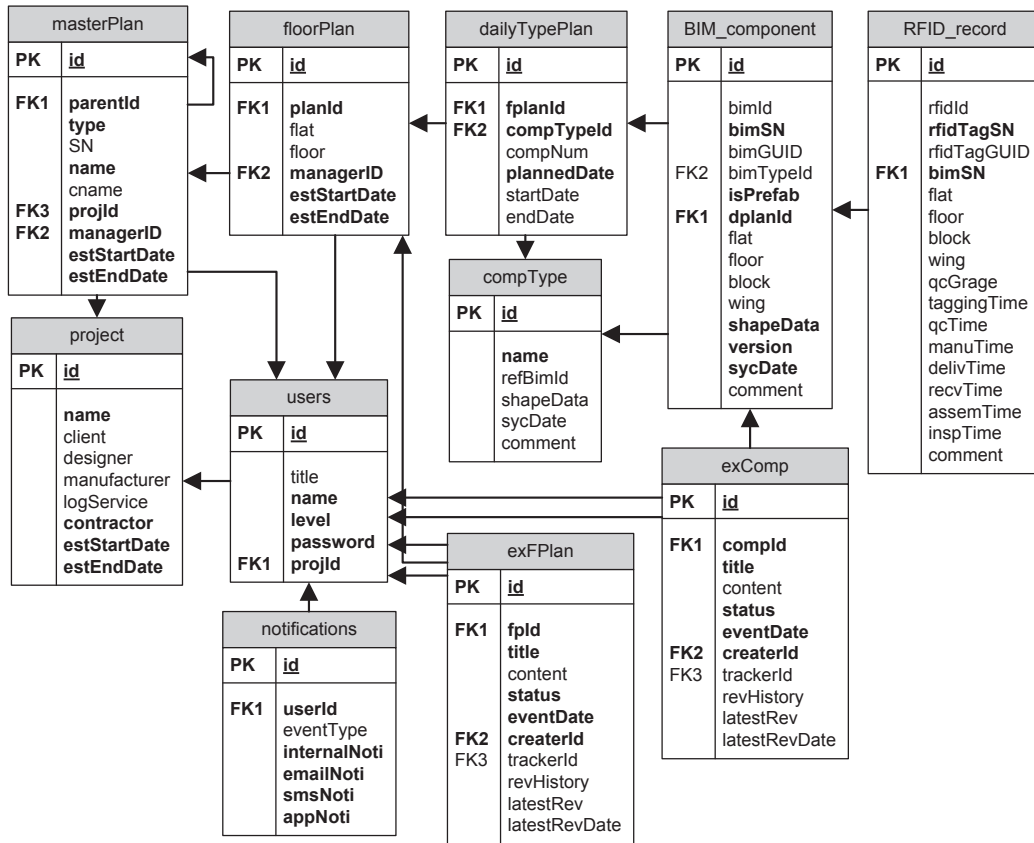 masterPlan
PK id
FK1 parentId
type
SN
name
cname
FK3 projId
FK2 managerID
estStartDate
estEndDate
floorPlan
PK id
FK1 planId
flat
floor
FK2 managerID
estStartDate
estEndDate
dailyTypePlan
PK id
FK1 fplanId
FK2 compTypeId
compNum
plannedDate
startDate
endDate
BIM_component
PK id
bimId
bimSN
bimGUID
FK2 bimTypeId
isPrefab
FK1 dplanId
flat
floor
block
wing
shapeData
version
sycDate
comment
RFID_record
PK id
rfidId
rfidTagSN
rfidTagGUID
FK1 bimSN
flat
floor
block
wing
qcGrage
taggingTime
qcTime
manuTime
delivTime
recvTime
assemTime
inspTime
comment
compType
PK id
name
refBimId
shapeData
sycDate
comment
project
PK id
name
client
designer
manufacturer
logService
contractor
estStartDate
estEndDate
users
PK id
title
name
level
password
FK1 projId
exComp
PK id
FK1 compId
title
content
status
eventDate
FK2 createrId
FK3 trackerId
revHistory
latestRev
latestRevDate
exFPlan
PK id
FK1 fpId
title
content
status
eventDate
FK2 createrId
FK3 trackerId
revHistory
latestRev
latestRevDate
notifications
PK id
FK1 userId
eventType
internalNoti
emailNoti
smsNoti
appNoti